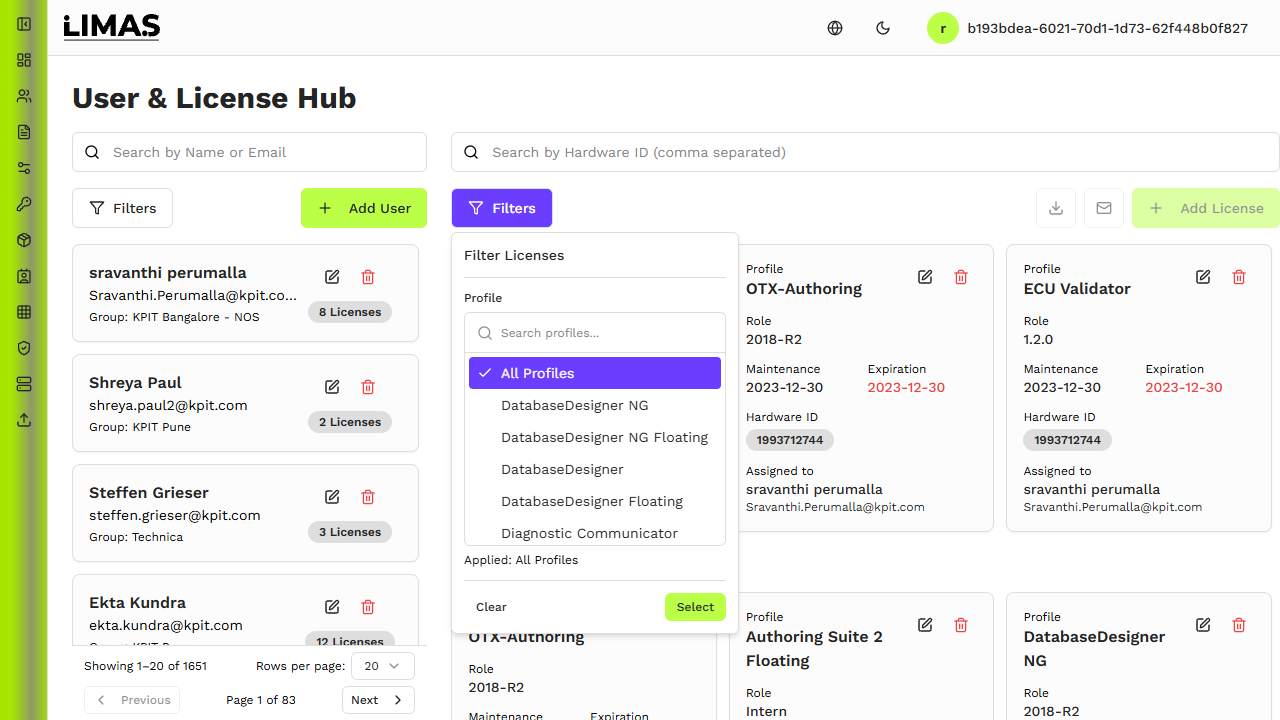 LIMAS
r
b193bdea-6021-70d1-1d73-62f448b0f827
User & License Hub
Search by Name or Email
Search by Hardware ID (comma separated)
Filters
Add User
Filters
Add License
sravanthi perumalla
Sravanthi.Perumalla@kpit.co...
Group: KPIT Bangalore - NOS
8 Licenses
Shreya Paul
shreya.paul2@kpit.com
Group: KPIT Pune
2 Licenses
Steffen Grieser
steffen.grieser@kpit.com
Group: Technica
3 Licenses
Ekta Kundra
ekta.kundra@kpit.com
12 Licenses
Showing 1–20 of 1651
Rows per page:
20
Previous
Page 1 of 83
Next
Filter Licenses
Profile
Search profiles...
All Profiles
DatabaseDesigner NG
DatabaseDesigner NG Floating
DatabaseDesigner
DatabaseDesigner Floating
Diagnostic Communicator
Applied: All Profiles
Clear
Select
Profile
OTX-Authoring
Role
2018-R2
Maintenance
Expiration
2023-12-30
2023-12-30
Hardware ID
1993712744
Assigned to
sravanthi perumalla
Sravanthi.Perumalla@kpit.com
Profile
ECU Validator
Role
1.2.0
Maintenance
Expiration
2023-12-30
2023-12-30
Hardware ID
1993712744
Assigned to
sravanthi perumalla
Sravanthi.Perumalla@kpit.com
OTX-Authoring
Role
2018-R2
Maintenance
Expiration
Profile
Authoring Suite 2
Floating
Role
Intern
Profile
DatabaseDesigner
NG
Role
2018-R2